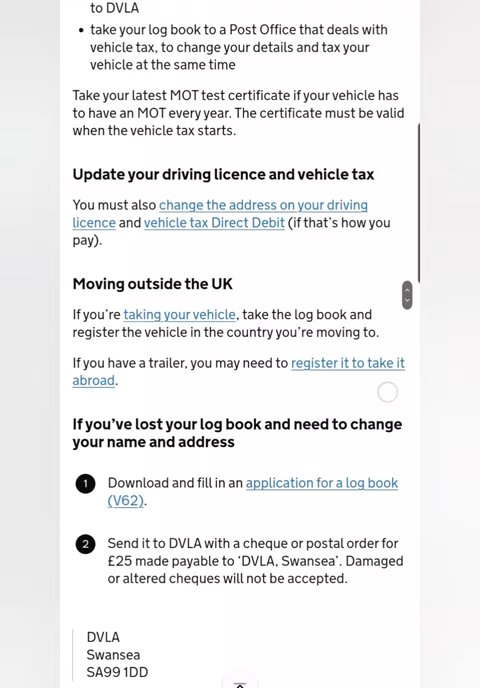 to DVLA
• take your log book to a Post Office that deals with
vehicle tax, to change your details and tax your
vehicle at the same time
Take your latest MOT test certificate if your vehicle has
to have an MOT every year. The certificate must be valid
when the vehicle tax starts.
Update your driving licence and vehicle tax
You must also change the address on your driving
licence and vehicle tax Direct Debit (if that’s how you
pay).
Moving outside the UK
If you’re taking your vehicle, take the log book and
register the vehicle in the country you’re moving to.
If you have a trailer, you may need to register it to take it
abroad.
If you’ve lost your log book and need to change
your name and address
1 Download and fill in an application for a log book
(V62).
2 Send it to DVLA with a cheque or postal order for
£25 made payable to ‘DVLA, Swansea’. Damaged
or altered cheques will not be accepted.
DVLA
Swansea
SA99 1DD